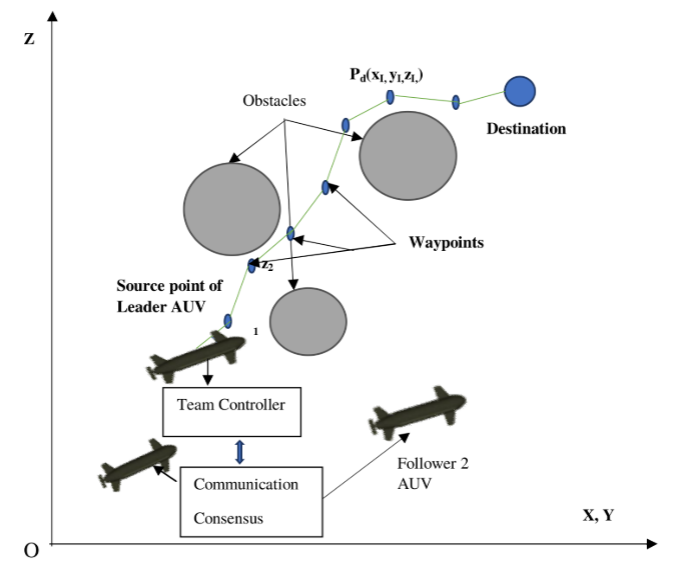 Z
P_d(x_1, y_1, z_1,)
Obstacles
Destination
Waypoints
z_2
Source point of
Leader AUV
1
Team Controller
Follower 2
AUV
Communication
Consensus
X, Y
O